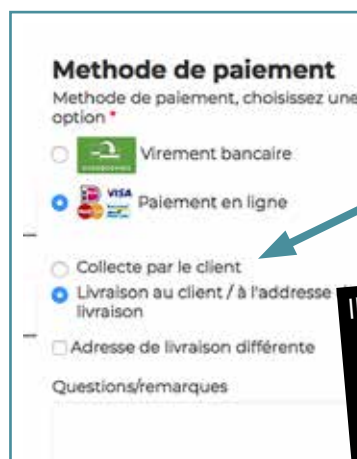 Methode de paiement
Methode de paiement, choisissez une
option *
Virement bancaire
VISA
Paiement en ligne
Collecte par le client
Livraison au client / à l'addresse
livraison
Adresse de livraison différente
Questions/remarques